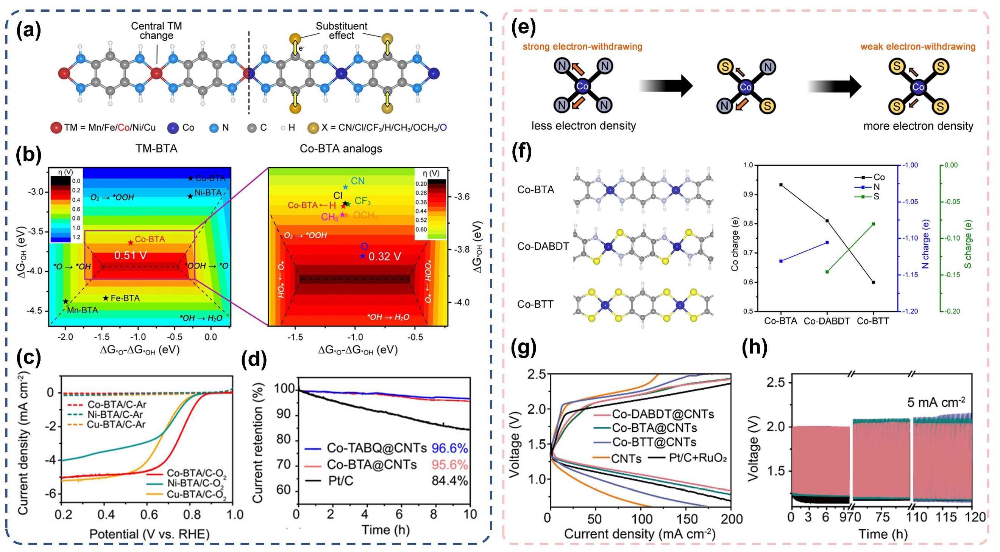 (a)
Central TM
change
Substituent
effect
e⁻
TM = Mn/Fe/Co/Ni/Cu
Co
N
C
H
X = CN/Cl/CF₃/H/CH₃/OCH₃/O
(b)
TM-BTA
Co-BTA analogs
η (V)
0.0
0.2
0.4
0.6
0.8
1.0
1.2
Cu-BTA
Ni-BTA
O₂ → *OOH
Co-BTA
0.51 V
*O → *OH
*OOH → *O
Fe-BTA
Mn-BTA
*OH → H₂O
-3.0
-3.5
-4.0
-4.5
ΔG*OH (eV)
-2.0
-1.5
-1.0
-0.5
0.0
ΔG*O-ΔG*OH (eV)
η (V)
0.20
0.28
0.36
0.44
0.52
0.60
CN
Cl
CF₃
Co-BTA ← H
CH₃
OCH₃
O₂ → *OOH
O
0.32 V
*O → *OH
*OOH → *O
*OH → H₂O
-3.6
-3.8
-4.0
ΔG*OH (eV)
-1.5
-1.0
-0.5
ΔG*O-ΔG*OH (eV)
(c)
Current density (mA cm⁻²)
0
-2
-4
-6
Co-BTA/C-Ar
Ni-BTA/C-Ar
Cu-BTA/C-Ar
Co-BTA/C-O₂
Ni-BTA/C-O₂
Cu-BTA/C-O₂
0.2
0.4
0.6
0.8
1.0
Potential (V vs. RHE)
(d)
Current retention (%)
100
90
80
70
60
Co-TABQ@CNTs 96.6%
Co-BTA@CNTs 95.6%
Pt/C 84.4%
0
2
4
6
8
10
Time (h)
(e)
strong electron-withdrawing
weak electron-withdrawing
N
N
Co
N
N
S
N
Co
N
S
S
S
Co
S
S
less electron density
more electron density
(f)
Co-BTA
Co-DABDT
Co-BTT
Co charge (e)
1.0
0.9
0.8
0.7
0.6
0.5
Co
N
S
Co-BTA
Co-DABDT
Co-BTT
-1.00
-1.05
-1.10
-1.15
-1.20
N charge (e)
0.00
-0.05
-0.10
-0.15
-0.20
S charge (e)
(g)
Voltage (V)
2.5
2.0
1.5
1.0
Co-DABDT@CNTs
Co-BTA@CNTs
Co-BTT@CNTs
CNTs
Pt/C+RuO₂
0
50
100
150
200
Current density (mA cm⁻²)
(h)
Voltage (V)
2.5
2.0
1.5
5 mA cm⁻²
0
3
6
9
70
75
110
115
120
Time (h)